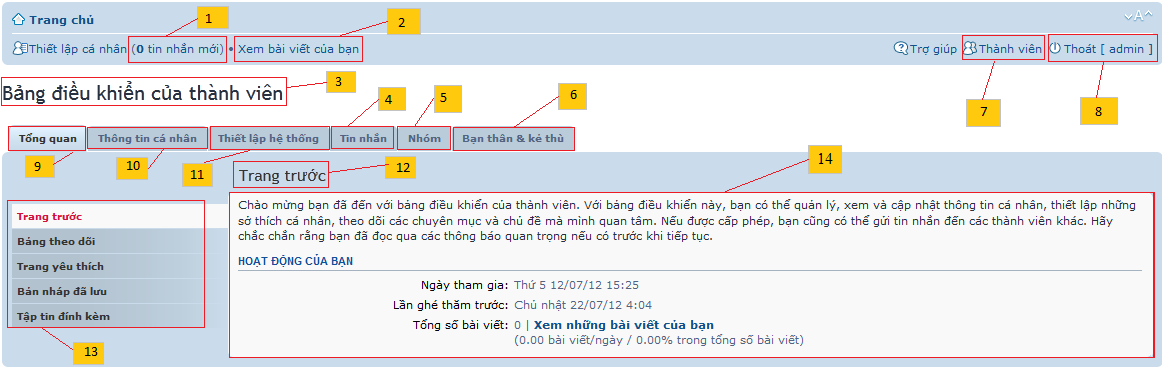 1
2
Trang chủ
A
Thiết lập cá nhân (0 tin nhắn mới) • Xem bài viết của bạn
Trợ giúp Thành viên Thoát [ admin ]
3
Bảng điều khiển của thành viên
4
5
6
7
8
Tổng quan Thông tin cá nhân Thiết lập hệ thống Tin nhắn Nhóm Bạn thân & kẻ thù
9
10
11
12
14
Trang trước
Trang trước
Bảng theo dõi
Trang yêu thích
Bản nháp đã lưu
Tập tin đính kèm
13
Chào mừng bạn đã đến với bảng điều khiển của thành viên. Với bảng điều khiển này, bạn có thể quản lý, xem và cập nhật thông tin cá nhân, thiết lập những
sở thích cá nhân, theo dõi các chuyên mục và chủ đề mà mình quan tâm. Nếu được cấp phép, bạn cũng có thể gửi tin nhắn đến các thành viên khác. Hãy
chắc chắn rằng bạn đã đọc qua các thông báo quan trọng nếu có trước khi tiếp tục.
HOẠT ĐỘNG CỦA BẠN
Ngày tham gia: Thứ 5 12/07/12 15:25
Lần ghé thăm trước: Chủ nhật 22/07/12 4:04
Tổng số bài viết: 0 | Xem những bài viết của bạn
(0.00 bài viết/ngày / 0.00% trong tổng số bài viết)